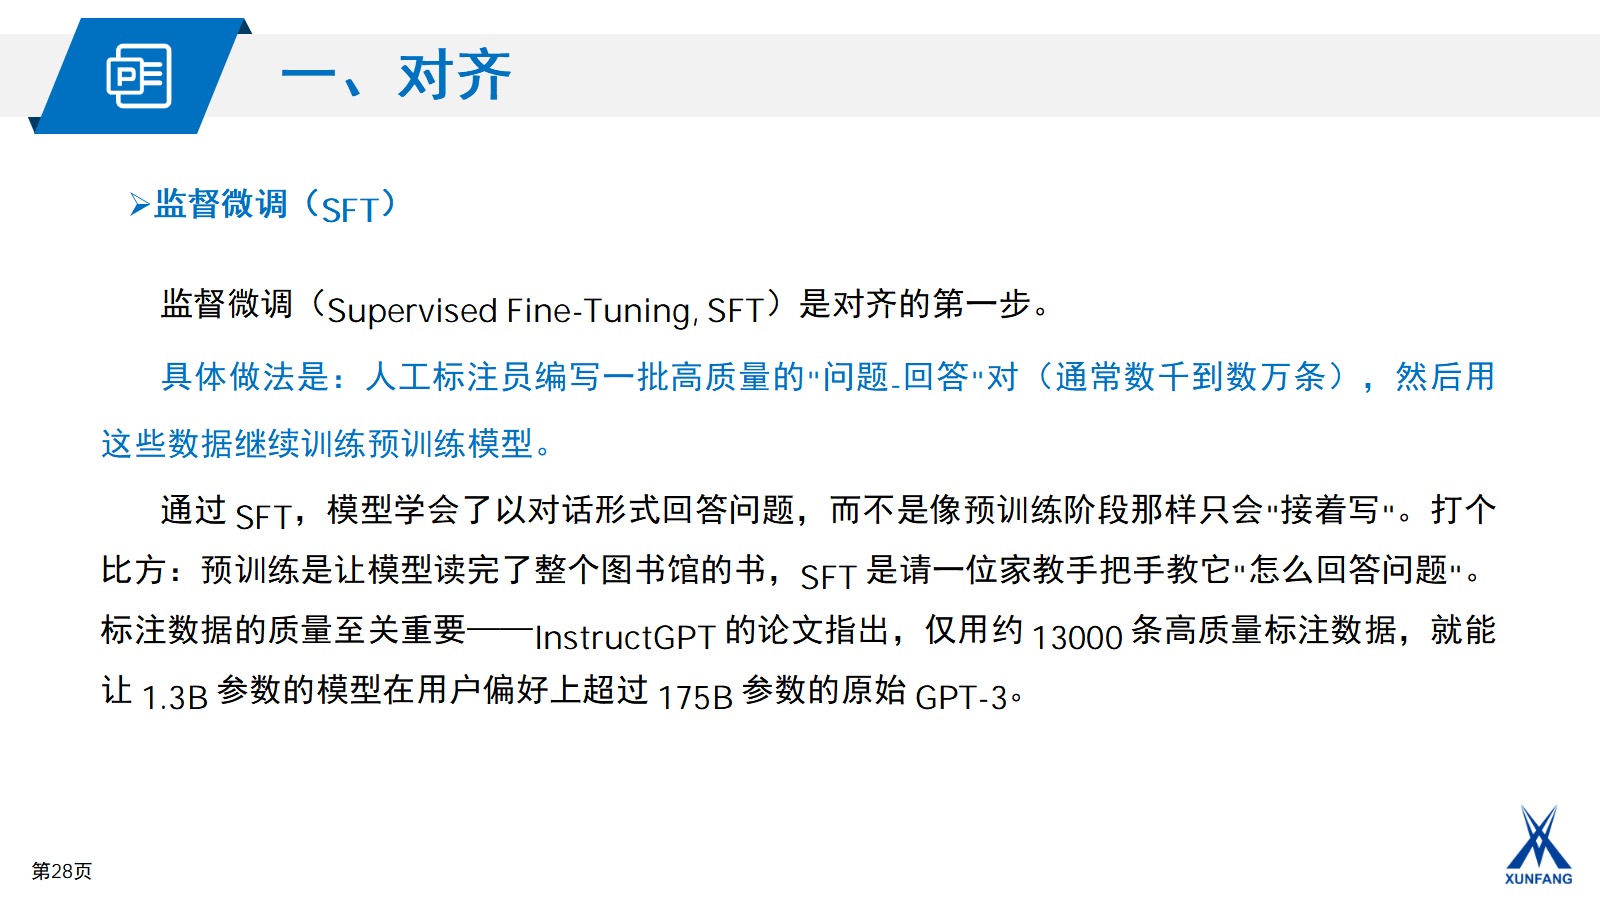 一、对齐
➢监督微调（SFT）
监督微调（Supervised Fine-Tuning, SFT）是对齐的第一步。
具体做法是：人工标注员编写一批高质量的"问题-回答"对（通常数千到数万条），然后用
这些数据继续训练预训练模型。
通过 SFT，模型学会了以对话形式回答问题，而不是像预训练阶段那样只会"接着写"。打个
比方：预训练是让模型读完了整个图书馆的书，SFT 是请一位家教手把手教它"怎么回答问题"。
标注数据的质量至关重要——InstructGPT 的论文指出，仅用约 13000 条高质量标注数据，就能
让 1.3B 参数的模型在用户偏好上超过 175B 参数的原始 GPT-3。
第28页
XUNFANG